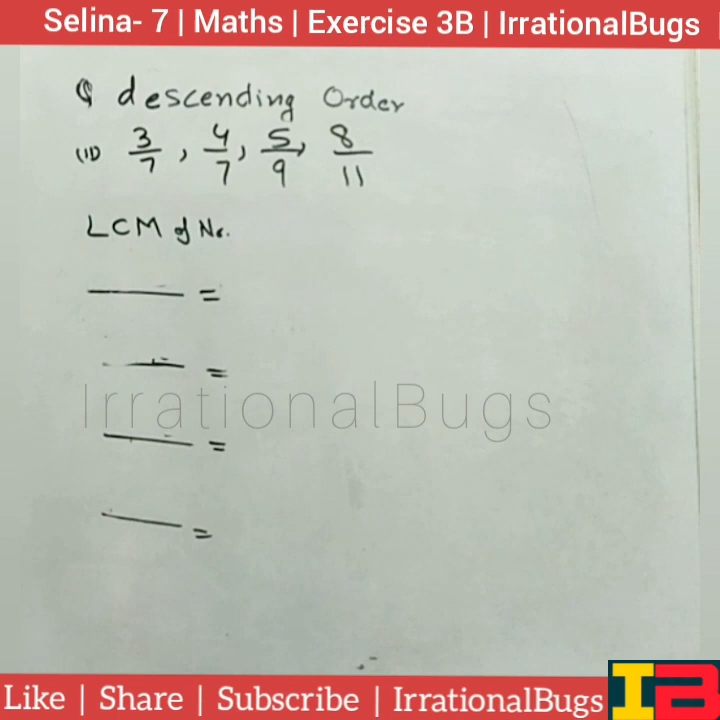 Selina- 7 | Maths | Exercise 3B | IrrationalBugs
Q descending Order
(II) 3/7, 4/7, 5/9, 8/11
LCM of Nr.
=
=
IrrationalBugs
=
=
Like | Share | Subscribe | IrrationalBugs
IB